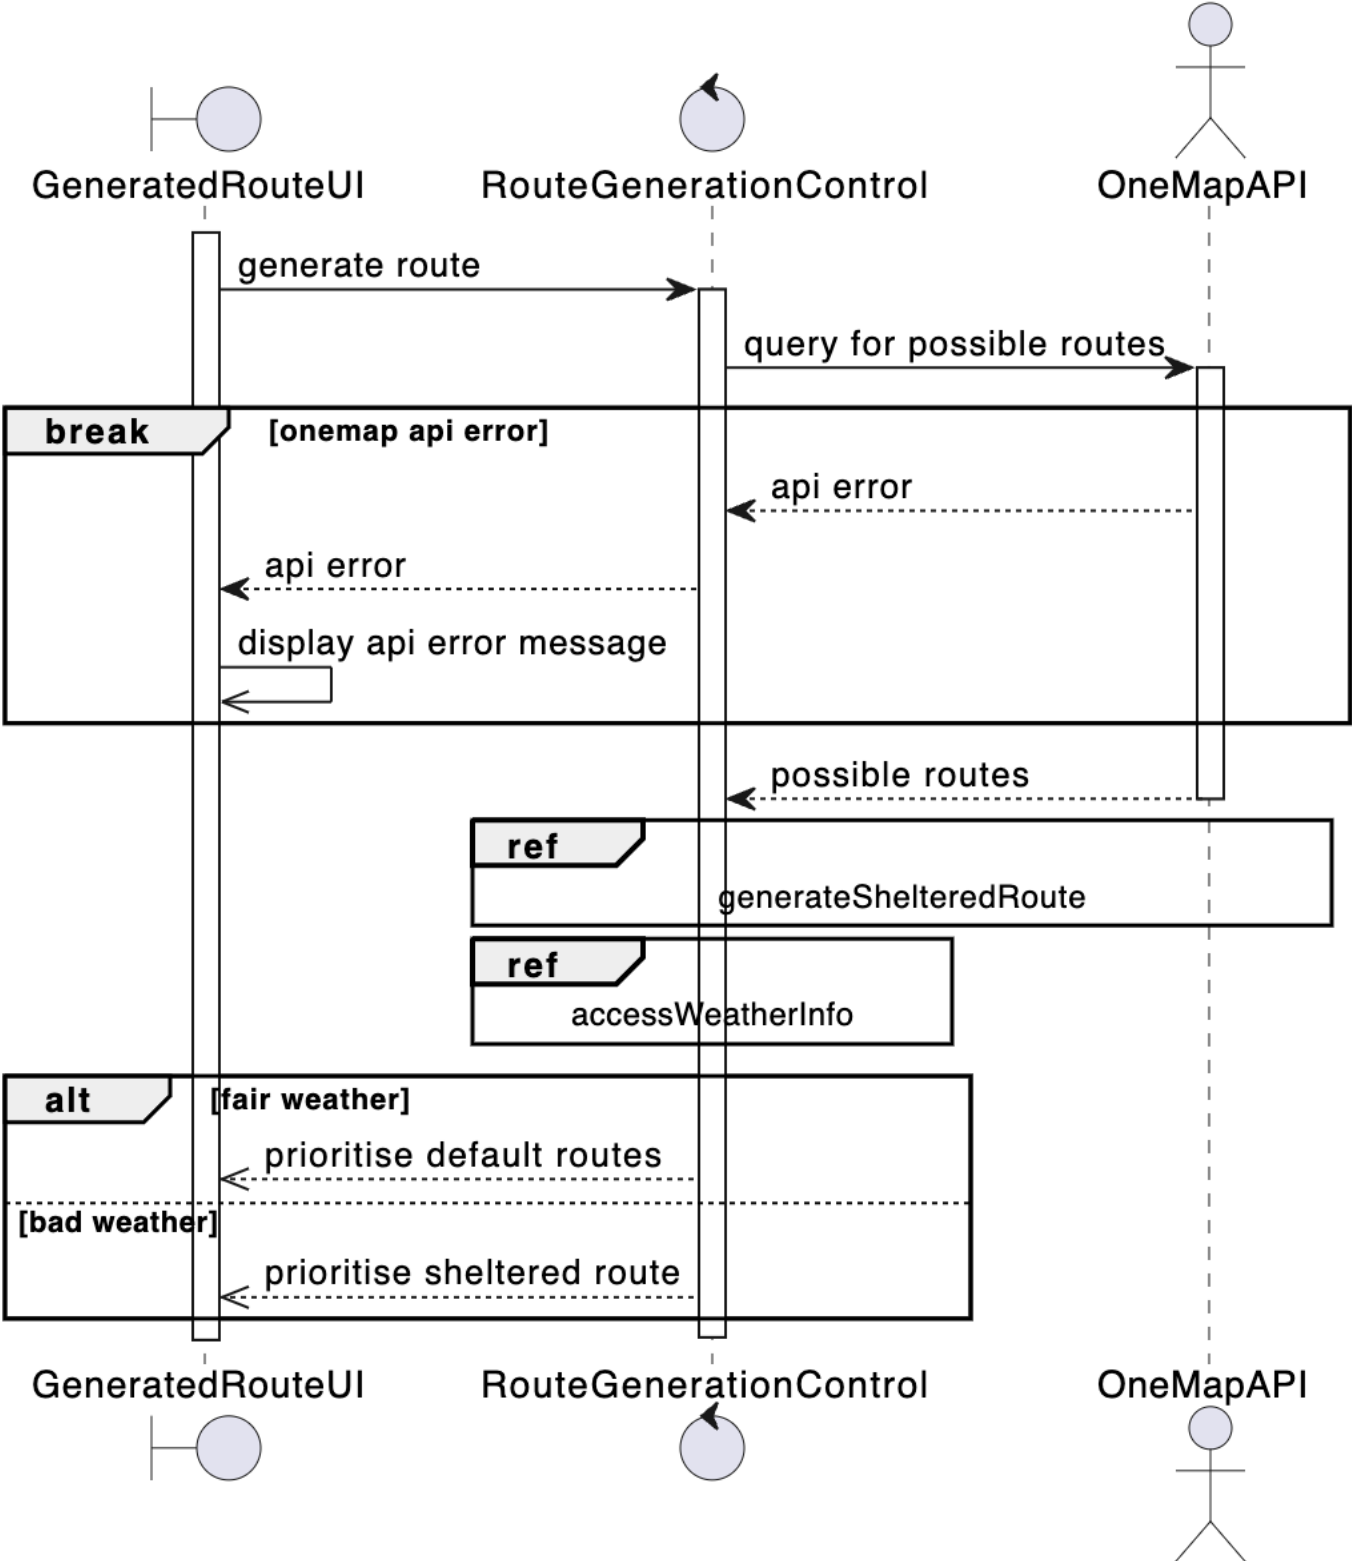 GeneratedRouteUI
RouteGenerationControl
OneMapAPI
generate route
query for possible routes
break
[onemap api error]
api error
api error
display api error message
possible routes
ref
generateShelteredRoute
ref
accessWeatherInfo
alt
[fair weather]
prioritise default routes
[bad weather]
prioritise sheltered route
GeneratedRouteUI
RouteGenerationControl
OneMapAPI